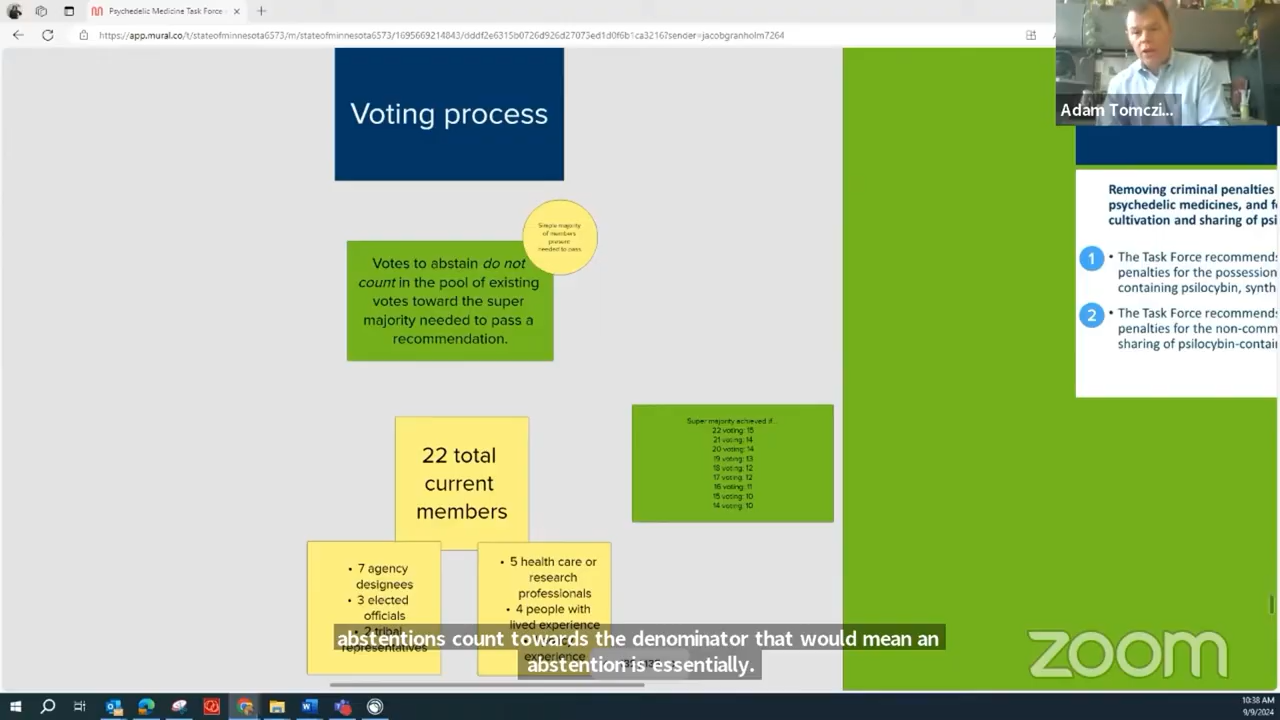 Psychedelic Medicine Task Force
https://app.mural.co/t/stateofminnesota6573/m/stateofminnesota6573/1695669214843/dddf2e6315b0726d926d27073ed1d0f6b1ca3216?sender=jacobgranholm7264
Adam Tomczi...
Voting process
Simple majority
of members
present
needed to pass
Votes to abstain do not
count in the pool of existing
votes toward the super
majority needed to pass a
recommendation.
22 total
current
members
Super majority achieved if...
22 voting: 15
21 voting: 14
20 voting: 14
19 voting: 13
18 voting: 12
17 voting: 12
16 voting: 11
15 voting: 10
14 voting: 10
• 7 agency
designees
• 3 elected
officials
• 2 tribal
representatives
• 5 health care or
research
professionals
• 4 people with
lived experience
experience
Removing criminal penalties
psychedelic medicines, and f
cultivation and sharing of psi
1 • The Task Force recommends
penalties for the possession
containing psilocybin, synth
2 • The Task Force recommends
penalties for the non-comm
sharing of psilocybin-contai
abstentions count towards the denominator that would mean an
abstention is essentially.
zoom
10:38 AM
9/9/2024